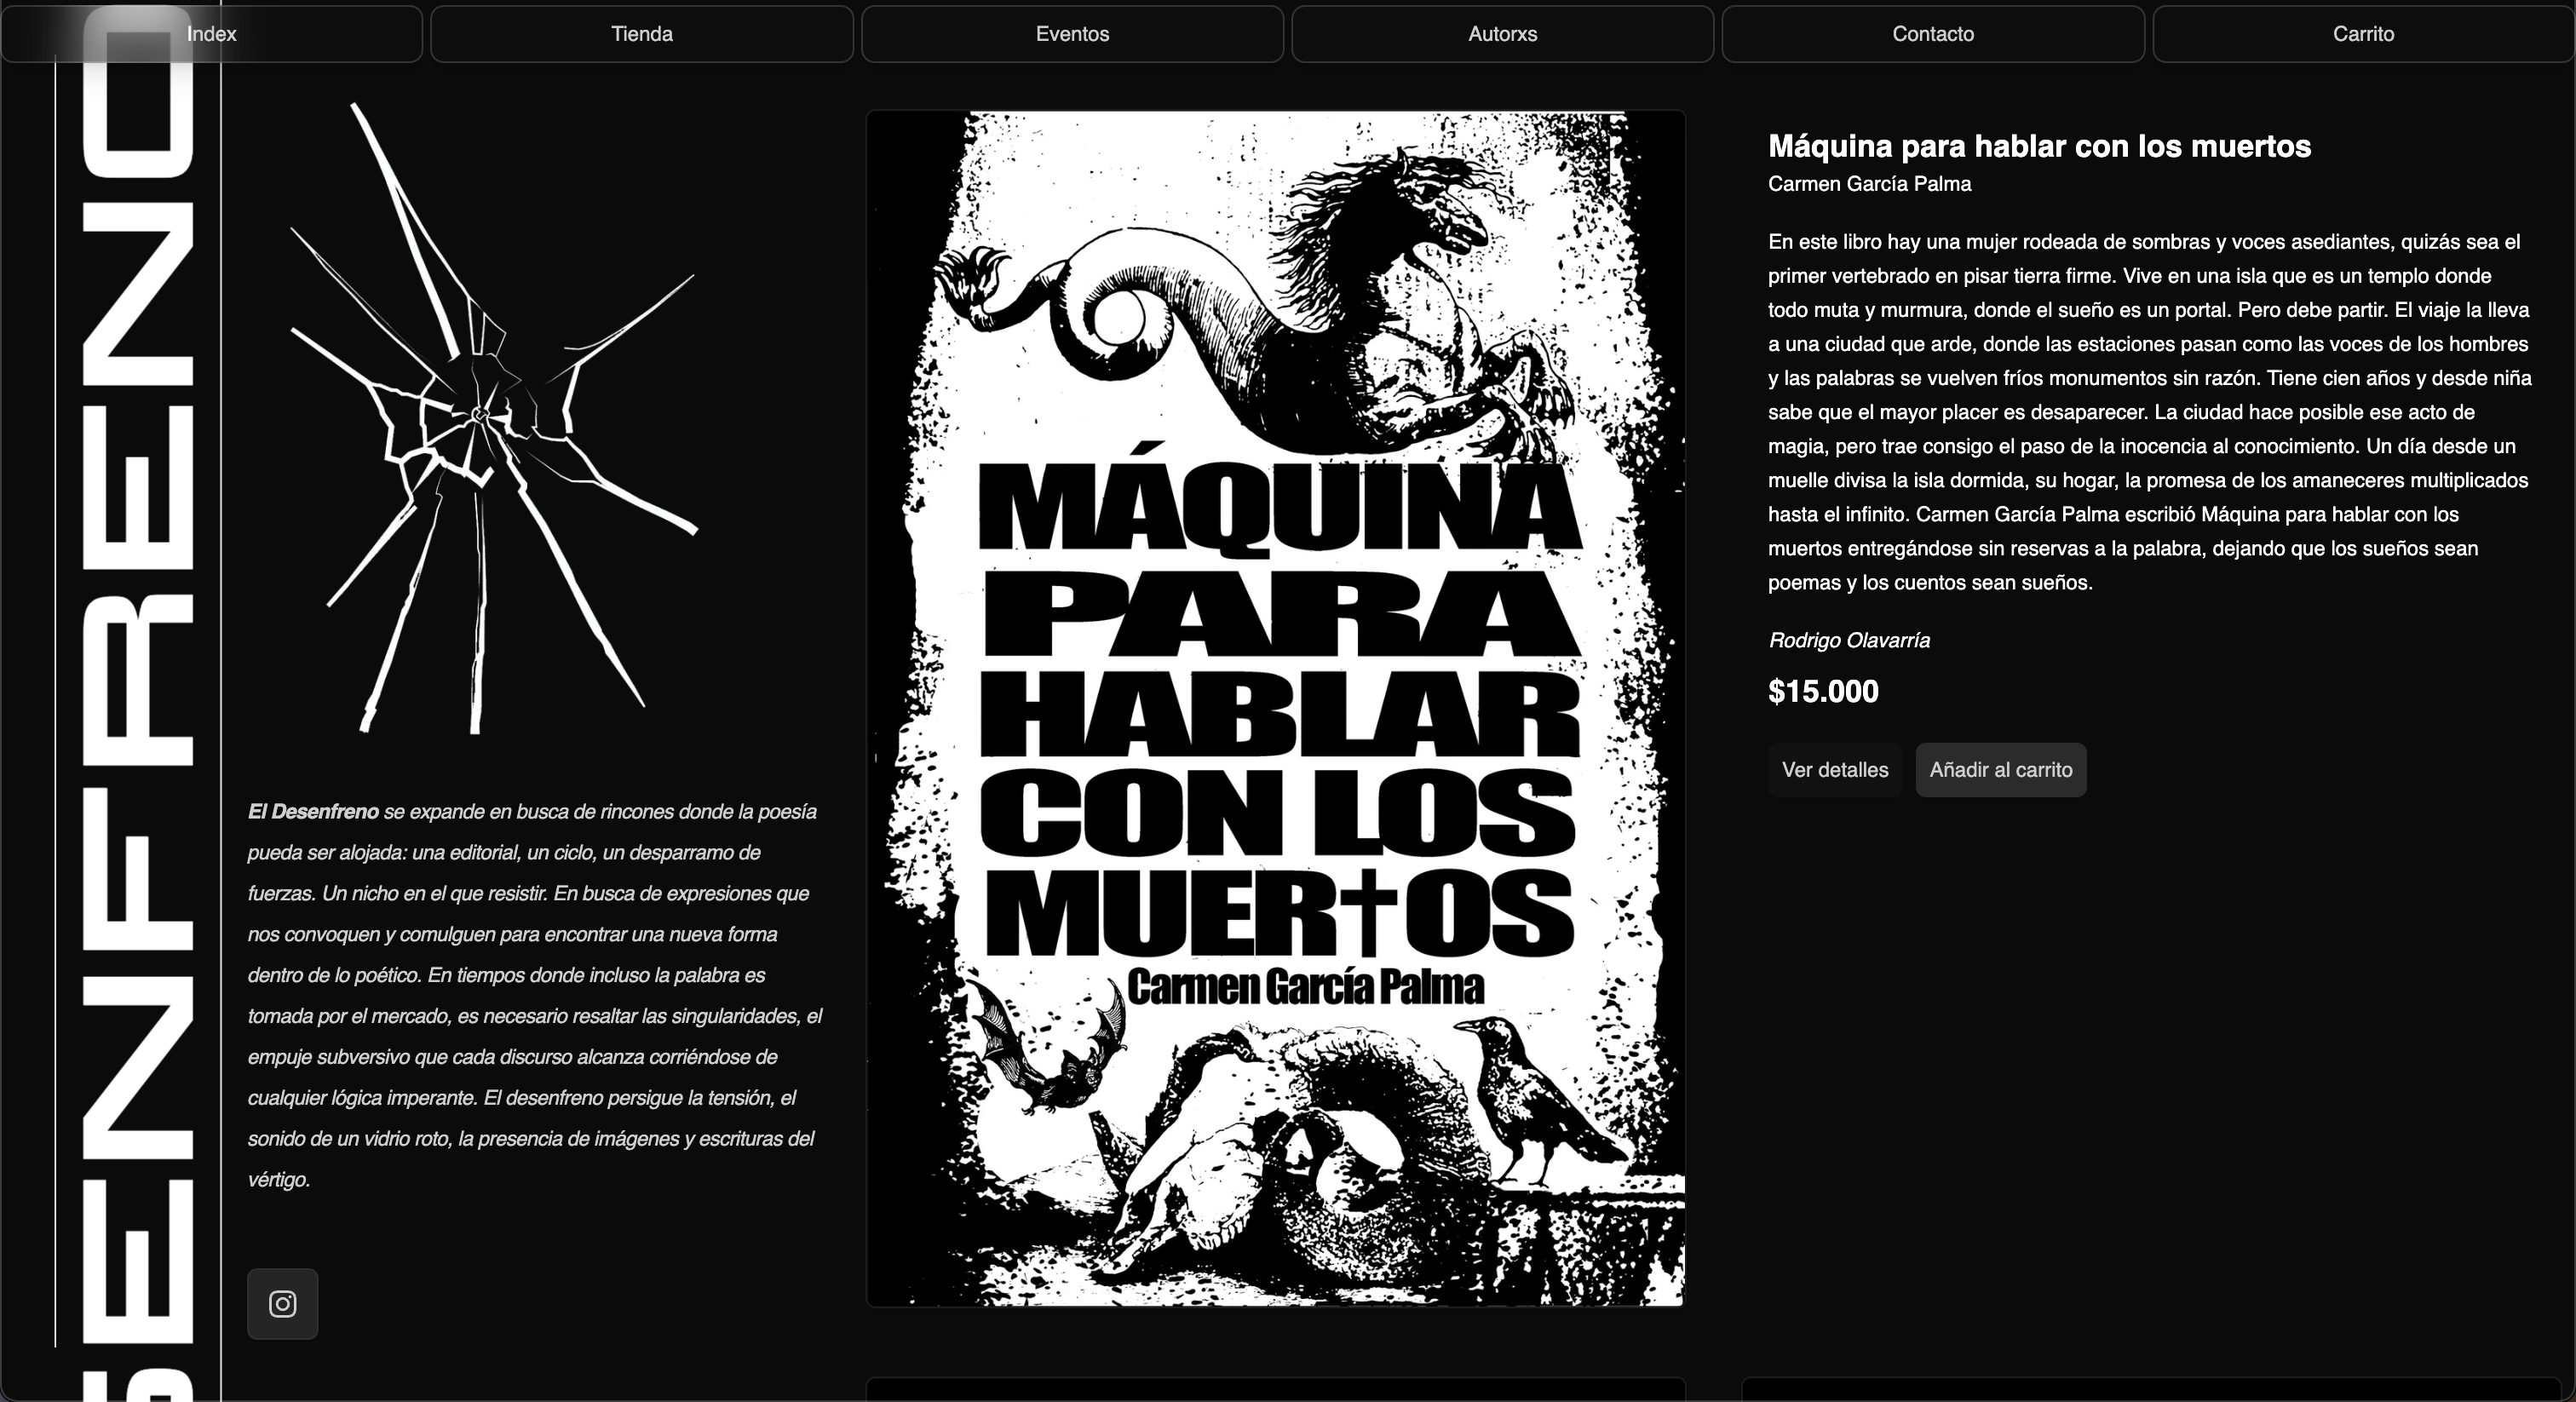 Index
Tienda
Eventos
Autorxs
Contacto
Carrito
SENFRENO
El Desenfreno se expande en busca de rincones donde la poesía
pueda ser alojada: una editorial, un ciclo, un desparramo de
fuerzas. Un nicho en el que resistir. En busca de expresiones que
nos convoquen y comulguen para encontrar una nueva forma
dentro de lo poético. En tiempos donde incluso la palabra es
tomada por el mercado, es necesario resaltar las singularidades, el
empuje subversivo que cada discurso alcanza corriéndose de
cualquier lógica imperante. El desenfreno persigue la tensión, el
sonido de un vidrio roto, la presencia de imágenes y escrituras del
vértigo.
MÁQUINA
PARA
HABLAR
CON LOS
MUER†OS
Carmen García Palma
Máquina para hablar con los muertos
Carmen García Palma
En este libro hay una mujer rodeada de sombras y voces asediantes, quizás sea el
primer vertebrado en pisar tierra firme. Vive en una isla que es un templo donde
todo muta y murmura, donde el sueño es un portal. Pero debe partir. El viaje la lleva
a una ciudad que arde, donde las estaciones pasan como las voces de los hombres
y las palabras se vuelven fríos monumentos sin razón. Tiene cien años y desde niña
sabe que el mayor placer es desaparecer. La ciudad hace posible ese acto de
magia, pero trae consigo el paso de la inocencia al conocimiento. Un día desde un
muelle divisa la isla dormida, su hogar, la promesa de los amaneceres multiplicados
hasta el infinito. Carmen García Palma escribió Máquina para hablar con los
muertos entregándose sin reservas a la palabra, dejando que los sueños sean
poemas y los cuentos sean sueños.
Rodrigo Olavarría
$15.000
Ver detalles
Añadir al carrito